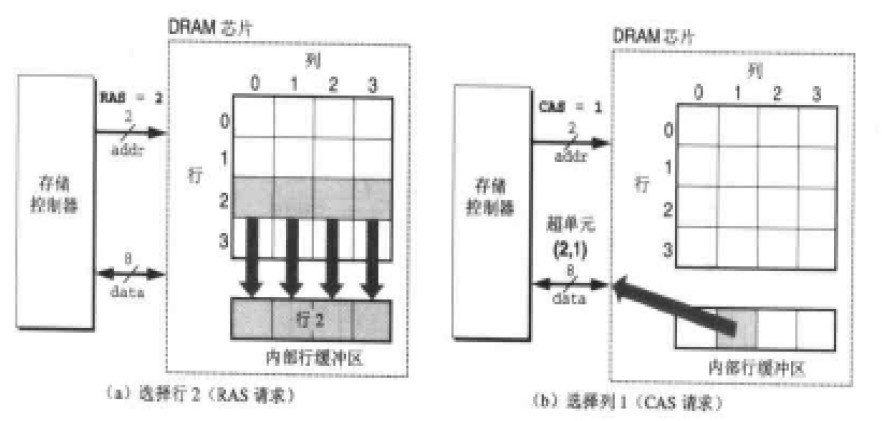 DRAM 芯片
列
0 1 2 3
RAS = 2
2
addr
0
1
行
2
3
存储
控制器
8
data
行 2
内部行缓冲区
(a) 选择行 2（RAS 请求）
DRAM芯片
列
0 1 2 3
CAS = 1
2
addr
0
1
行
2
3
存储
控制器
超单元
(2,1)
8
data
内部行缓冲区
(b) 选择列 1（CAS 请求）